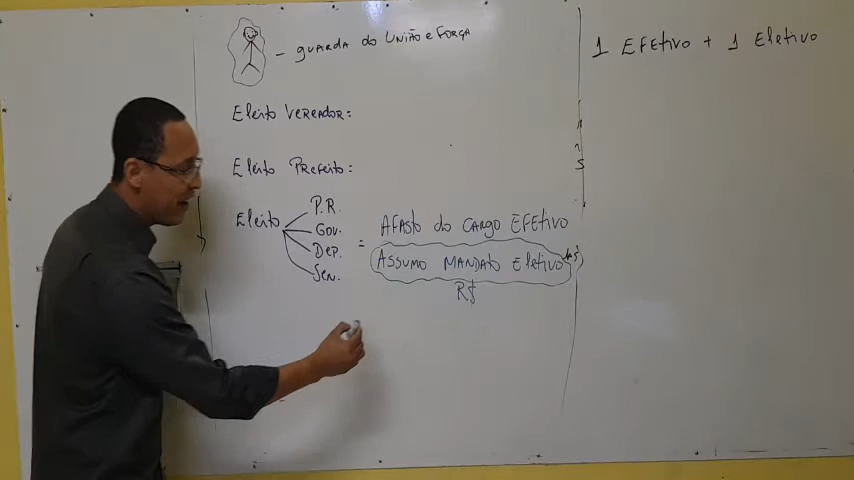 - guarda do União e Força
1 EFEtivo + 1 Eletivo
Eleito Vereador:
Eleito Prefeito:
Eleito
P.R.
Gov.
Dep.
Sen.
= Afasto do cargo EFEtivo
Assumo mandato Eletivo
R$